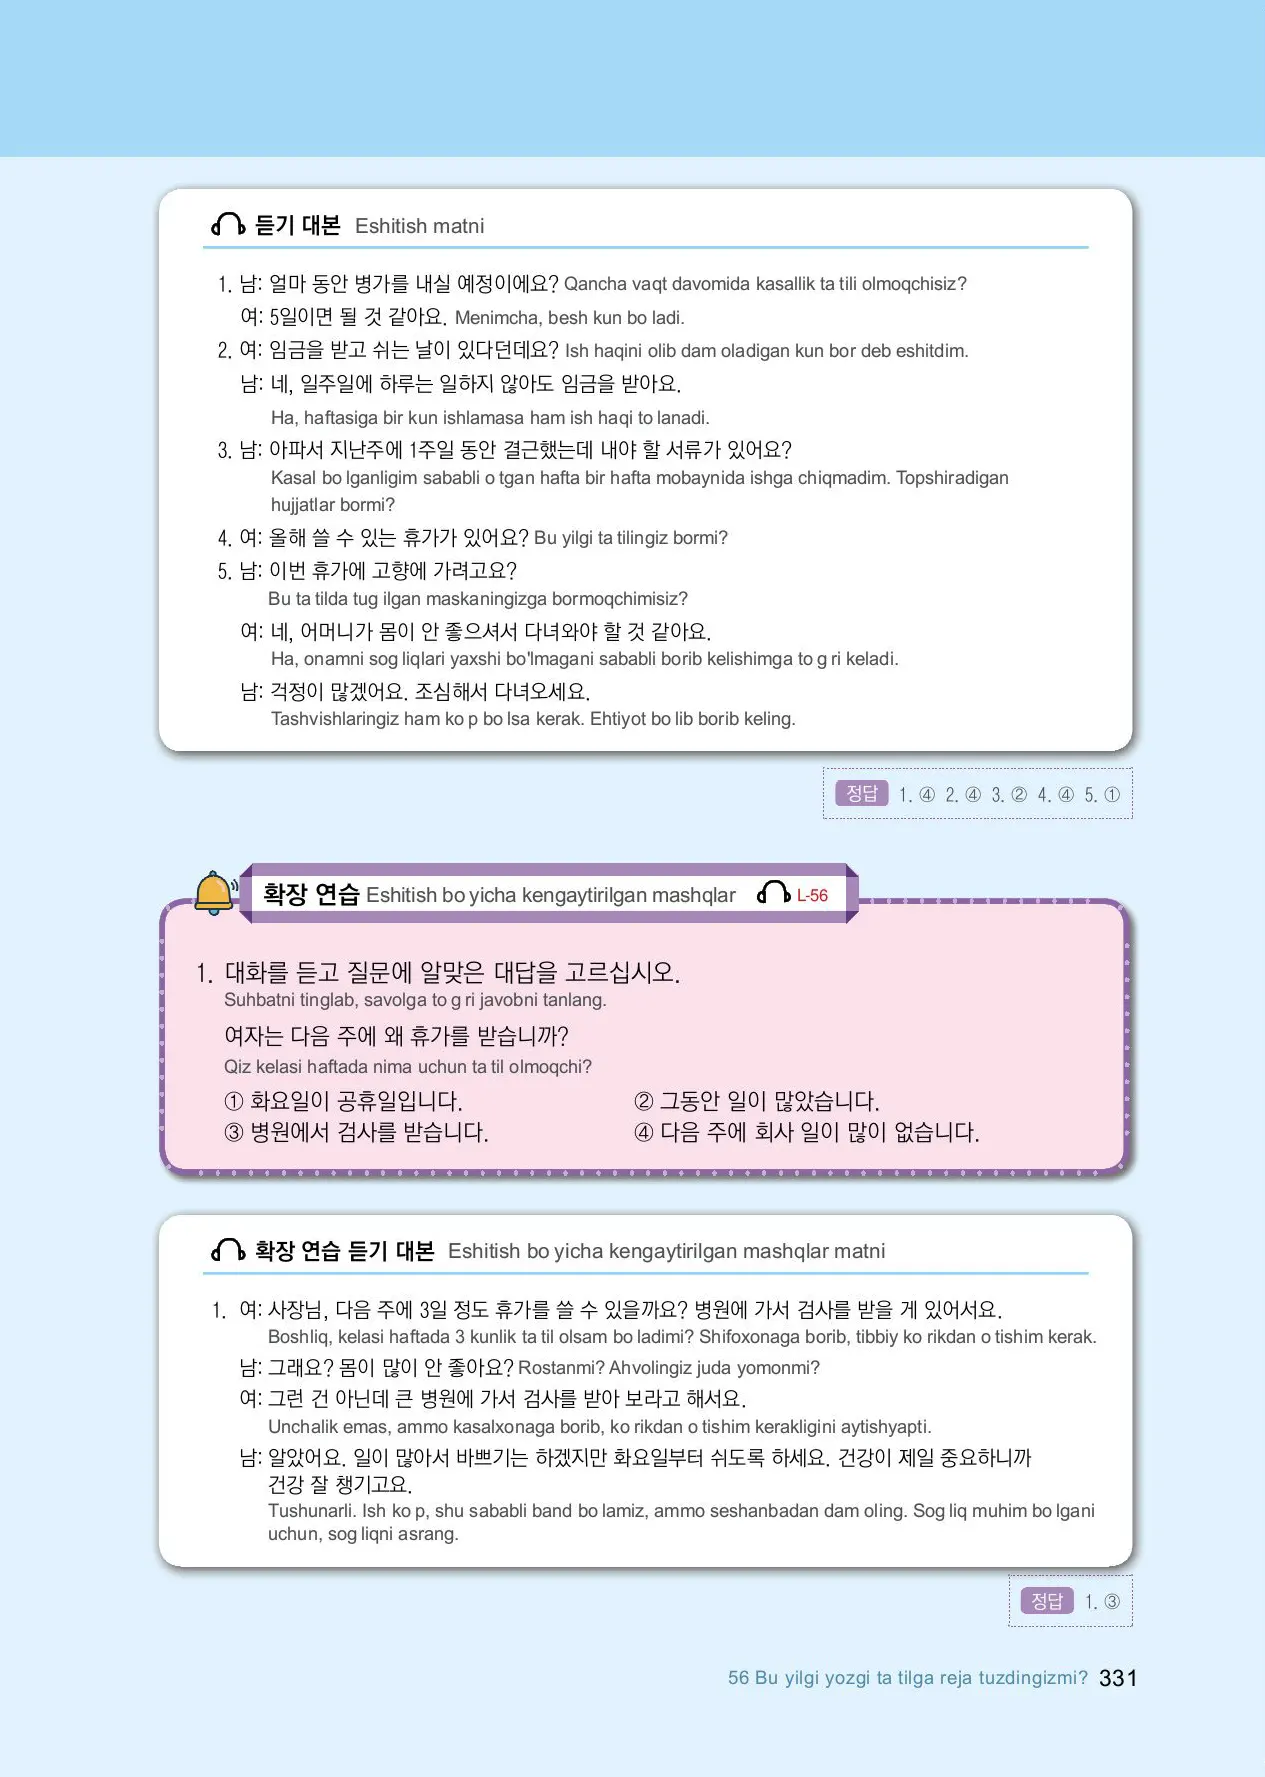 듣기 대본 Eshitish matni
1. 남: 얼마 동안 병가를 내실 예정이에요? Qancha vaqt davomida kasallik ta tili olmoqchisiz?
여: 5일이면 될 것 같아요. Menimcha, besh kun bo ladi.
2. 여: 임금을 받고 쉬는 날이 있다던데요? Ish haqini olib dam oladigan kun bor deb eshitdim.
남: 네, 일주일에 하루는 일하지 않아도 임금을 받아요.
Ha, haftasiga bir kun ishlamasa ham ish haqi to lanadi.
3. 남: 아파서 지난주에 1주일 동안 결근했는데 내야 할 서류가 있어요?
Kasal bo lganligim sababli o tgan hafta bir hafta mobaynida ishga chiqmadim. Topshiradigan
hujjatlar bormi?
4. 여: 올해 쓸 수 있는 휴가가 있어요? Bu yilgi ta tilingiz bormi?
5. 남: 이번 휴가에 고향에 가려고요?
Bu ta tilda tug ilgan maskaningizga bormoqchimisiz?
여: 네, 어머니가 몸이 안 좋으셔서 다녀와야 할 것 같아요.
Ha, onamni sog liqlari yaxshi bo'lmagani sababli borib kelishimga to g ri keladi.
남: 걱정이 많겠어요. 조심해서 다녀오세요.
Tashvishlaringiz ham ko p bo lsa kerak. Ehtiyot bo lib borib keling.
정답 1. ④ 2. ④ 3. ② 4. ④ 5. ①
확장 연습 Eshitish bo yicha kengaytirilgan mashqlar L-56
1. 대화를 듣고 질문에 알맞은 대답을 고르십시오.
Suhbatni tinglab, savolga to g ri javobni tanlang.
여자는 다음 주에 왜 휴가를 받습니까?
Qiz kelasi haftada nima uchun ta til olmoqchi?
① 화요일이 공휴일입니다. ② 그동안 일이 많았습니다.
③ 병원에서 검사를 받습니다. ④ 다음 주에 회사 일이 많이 없습니다.
확장 연습 듣기 대본 Eshitish bo yicha kengaytirilgan mashqlar matni
1. 여: 사장님, 다음 주에 3일 정도 휴가를 쓸 수 있을까요? 병원에 가서 검사를 받을 게 있어서요.
Boshliq, kelasi haftada 3 kunlik ta til olsam bo ladimi? Shifoxonaga borib, tibbiy ko rikdan o tishim kerak.
남: 그래요? 몸이 많이 안 좋아요? Rostanmi? Ahvolingiz juda yomonmi?
여: 그런 건 아닌데 큰 병원에 가서 검사를 받아 보라고 해서요.
Unchalik emas, ammo kasalxonaga borib, ko rikdan o tishim kerakligini aytishyapti.
남: 알았어요. 일이 많아서 바쁘기는 하겠지만 화요일부터 쉬도록 하세요. 건강이 제일 중요하니까
건강 잘 챙기고요.
Tushunarli. Ish ko p, shu sababli band bo lamiz, ammo seshanbadan dam oling. Sog liq muhim bo lgani
uchun, sog liqni asrang.
정답 1. ③
56 Bu yilgi yozgi ta tilga reja tuzdingizmi? 331